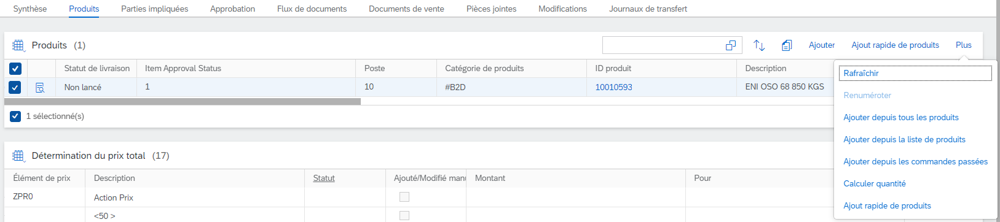 Synthèse Produits Parties impliquées Approbation Flux de documents Documents de vente Pièces jointes Modifications Journaux de transfert
Produits (1) Ajouter Ajout rapide de produits Plus
Statut de livraison Item Approval Status Poste Catégorie de produits ID produit Description
Non lancé 1 10 #B2D 10010593 ENI OSO 68 850 KGS
1 sélectionné(s)
Rafraîchir
Renuméroter
Ajouter depuis tous les produits
Ajouter depuis la liste de produits
Ajouter depuis les commandes passées
Calculer quantité
Ajout rapide de produits
Détermination du prix total (17)
Élément de prix Description Statut Ajouté/Modifié manu Montant Pour
ZPR0 Action Prix
<50 >